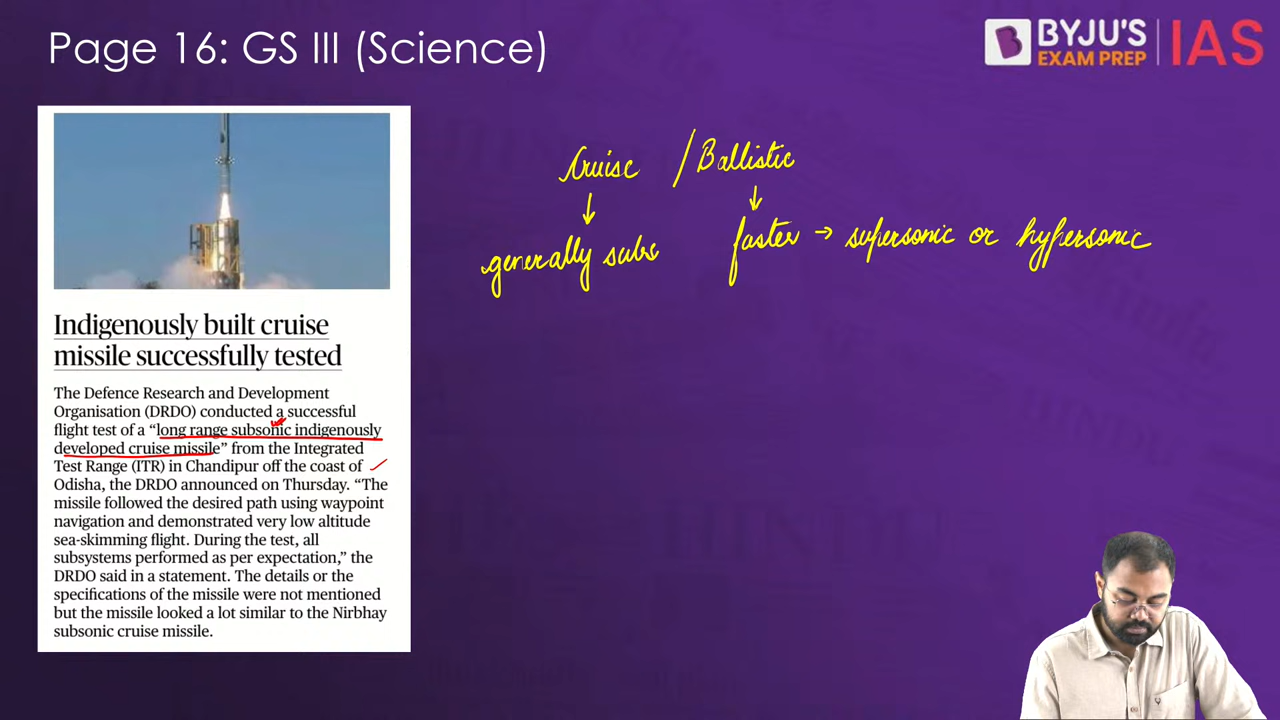 Page 16: GS III (Science)
BYJU'S
EXAM PREP
IAS
Cruise / Ballistic
generally subs
faster → supersonic or hypersonic
Indigenously built cruise
missile successfully tested
The Defence Research and Development
Organisation (DRDO) conducted a successful
flight test of a “long range subsonic indigenously
developed cruise missile” from the Integrated
Test Range (ITR) in Chandipur off the coast of
Odisha, the DRDO announced on Thursday. “The
missile followed the desired path using waypoint
navigation and demonstrated very low altitude
sea-skimming flight. During the test, all
subsystems performed as per expectation,” the
DRDO said in a statement. The details or the
specifications of the missile were not mentioned
but the missile looked a lot similar to the Nirbhay
subsonic cruise missile.